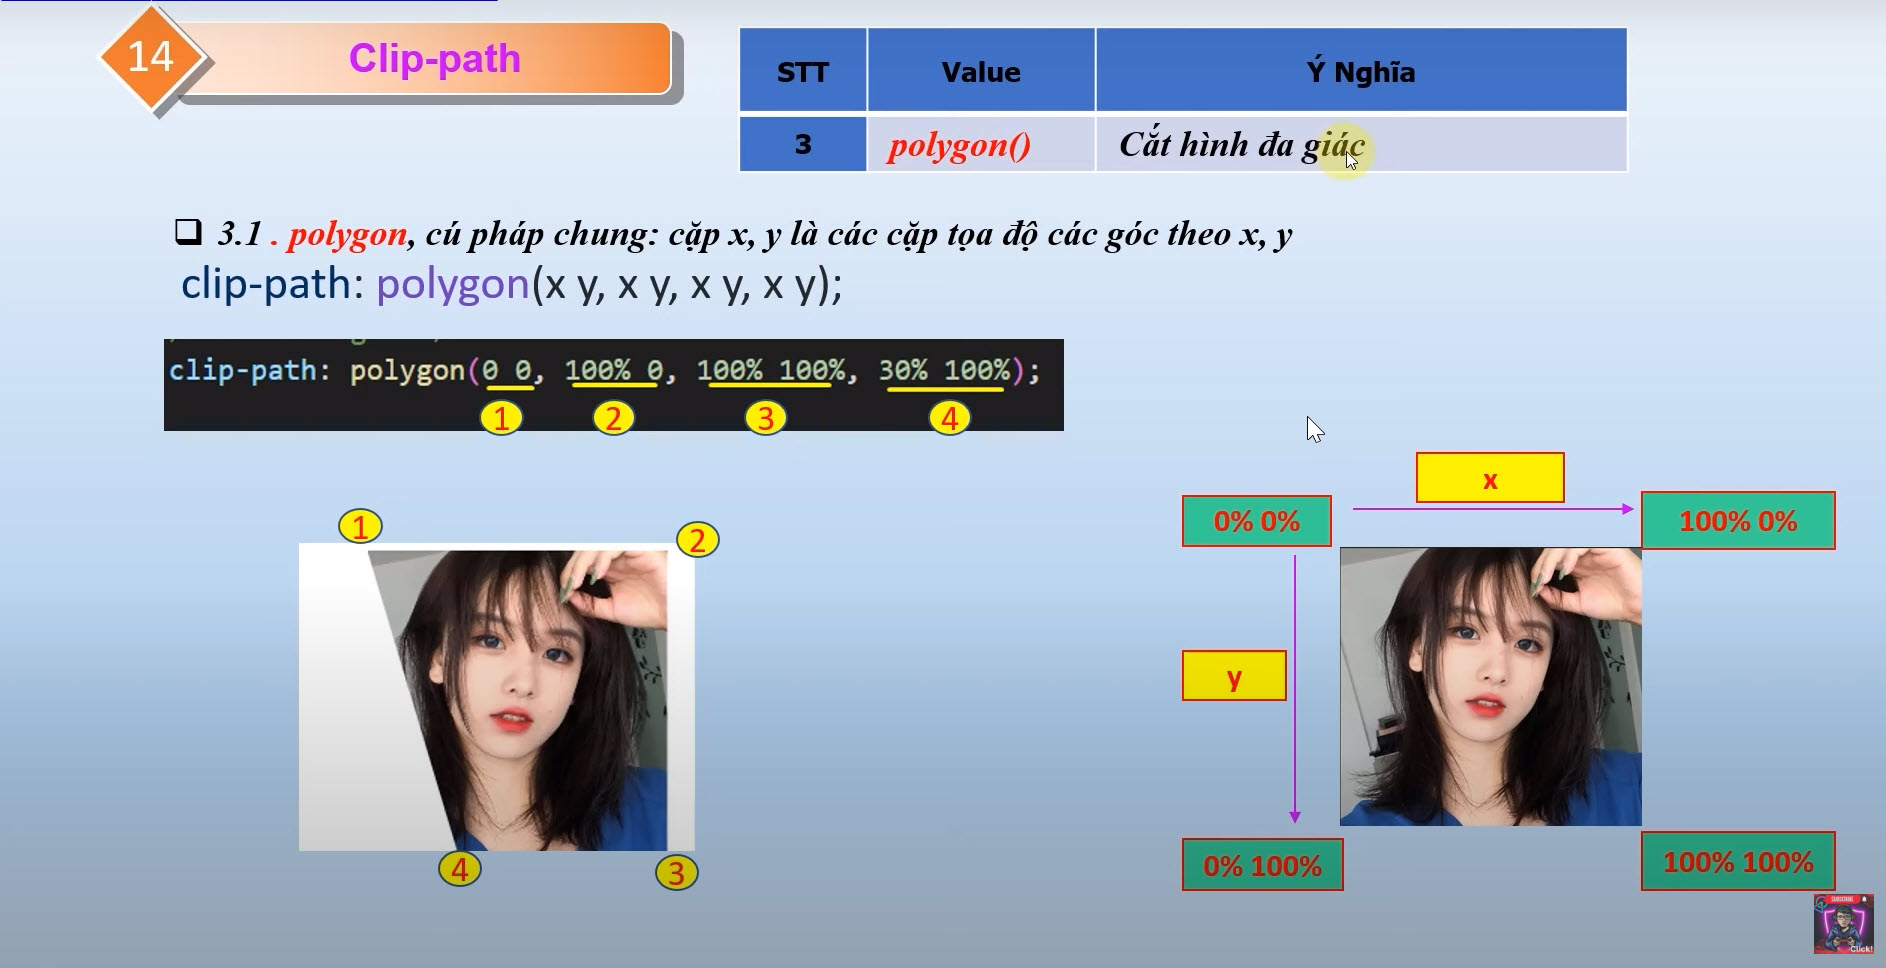 14
Clip-path
STT Value Ý Nghĩa
3 polygon() Cắt hình đa giác
3.1 . polygon, cú pháp chung: cặp x, y là các cặp tọa độ các góc theo x, y
clip-path: polygon(x y, x y, x y, x y);
clip-path: polygon(0 0, 100% 0, 100% 100%, 30% 100%);
1 2 3 4
x
0% 0% 100% 0%
1
2
y
4
3
0% 100% 100% 100%
SUBSCRIBE
Click!